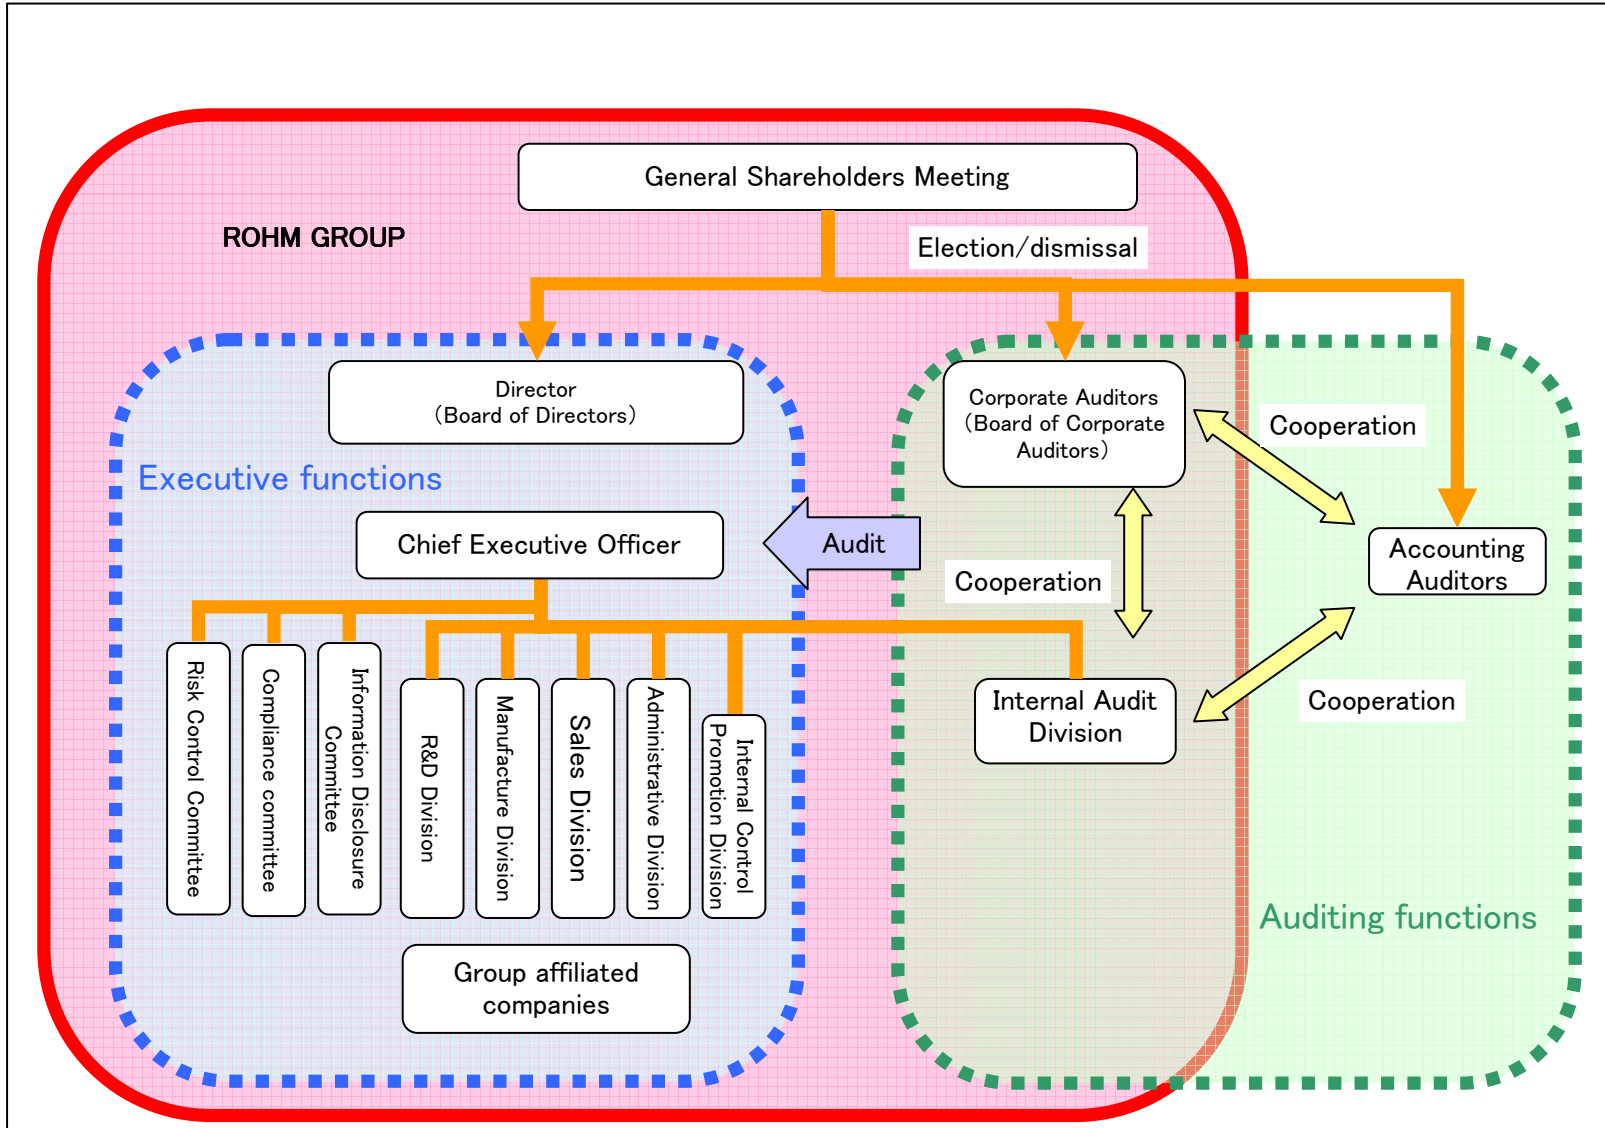 General Shareholders Meeting
ROHM GROUP
Election/dismissal
Director
(Board of Directors)
Corporate Auditors
(Board of Corporate
Auditors)
Cooperation
Executive functions
Chief Executive Officer
Audit
Accounting
Auditors
Cooperation
Risk Control Committee
Compliance committee
Information Disclosure
Committee
R&D Division
Manufacture Division
Sales Division
Administrative Division
Internal Control
Promotion Division
Internal Audit
Division
Cooperation
Auditing functions
Group affiliated
companies